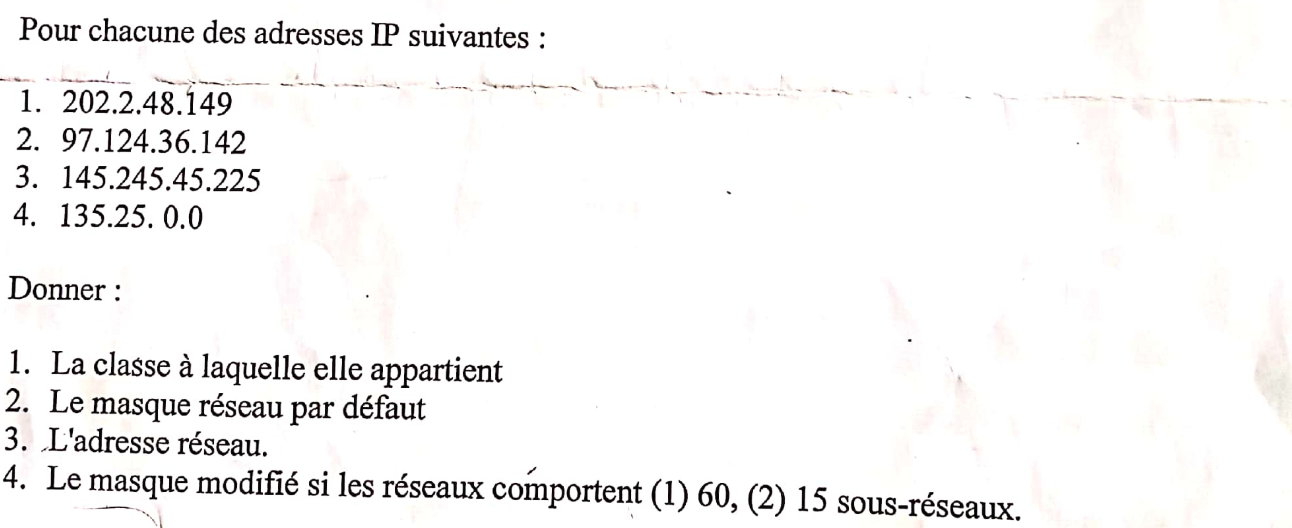 Pour chacune des adresses IP suivantes :
1. 202.2.48.149
2. 97.124.36.142
3. 145.245.45.225
4. 135.25. 0.0
Donner :
1. La classe à laquelle elle appartient
2. Le masque réseau par défaut
3. L'adresse réseau.
4. Le masque modifié si les réseaux comportent (1) 60, (2) 15 sous-réseaux.